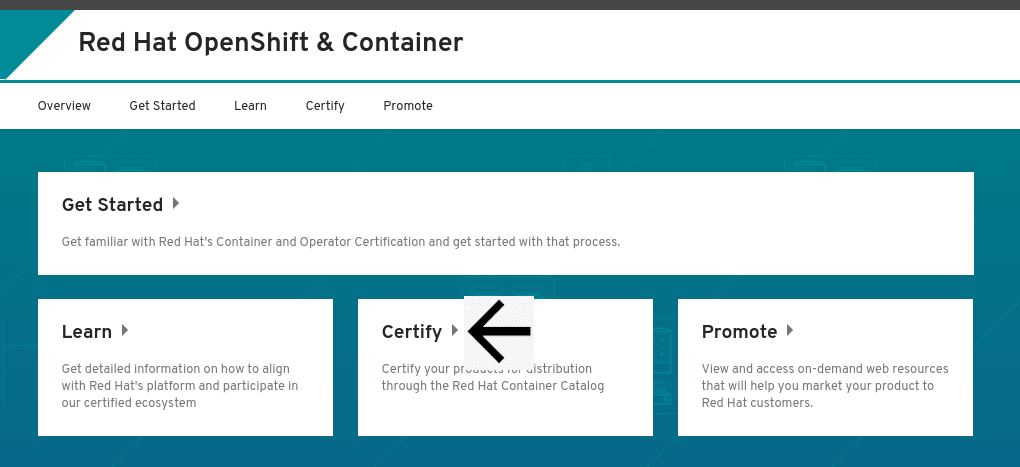 Red Hat OpenShift & Container
Overview Get Started Learn Certify Promote
Get Started
Get familiar with Red Hat's Container and Operator Certification and get started with that process.
Learn
Get detailed information on how to align
with Red Hat's platform and participate in
our certified ecosystem
Certify
Certify your products for distribution
through the Red Hat Container Catalog
Promote
View and access on-demand web resources
that will help you market your product to
Red Hat customers.